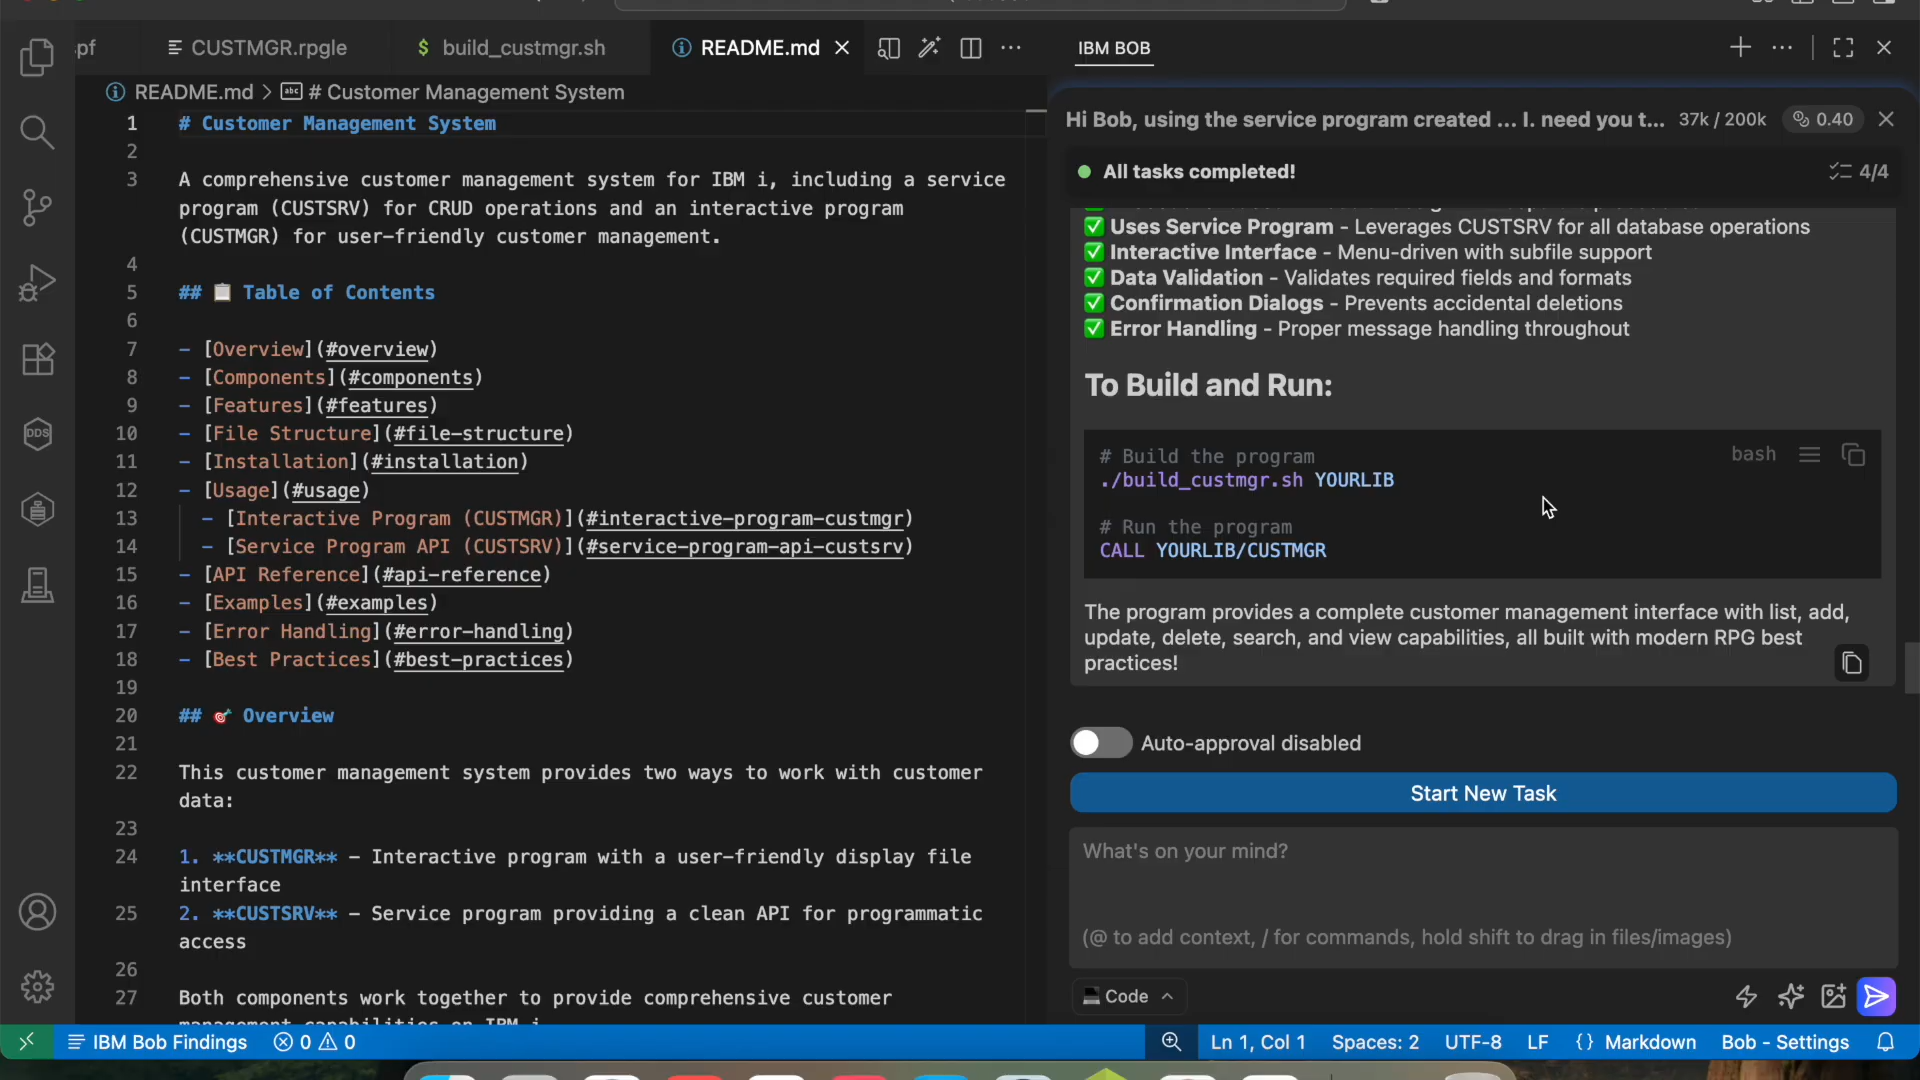 pf
CUSTMGR.rpgle
$ build_custmgr.sh
README.md
IBM BOB
README.md > # Customer Management System
1 # Customer Management System
2
3 A comprehensive customer management system for IBM i, including a service
program (CUSTSRV) for CRUD operations and an interactive program
(CUSTMGR) for user-friendly customer management.
4
5 ## 📋 Table of Contents
6
7 - [Overview](#overview)
8 - [Components](#components)
9 - [Features](#features)
10 - [File Structure](#file-structure)
11 - [Installation](#installation)
12 - [Usage](#usage)
13 - [Interactive Program (CUSTMGR)](#interactive-program-custmgr)
14 - [Service Program API (CUSTSRV)](#service-program-api-custsrv)
15 - [API Reference](#api-reference)
16 - [Examples](#examples)
17 - [Error Handling](#error-handling)
18 - [Best Practices](#best-practices)
19
20 ## 🎯 Overview
21
22 This customer management system provides two ways to work with customer
data:
23
24 1. **CUSTMGR** - Interactive program with a user-friendly display file
interface
25 2. **CUSTSRV** - Service program providing a clean API for programmatic
access
26
27 Both components work together to provide comprehensive customer
management capabilities on IBM i.
Hi Bob, using the service program created ... I. need you t... 37k / 200k 0.40
All tasks completed! 4/4
✅ Uses Service Program - Leverages CUSTSRV for all database operations
✅ Interactive Interface - Menu-driven with subfile support
✅ Data Validation - Validates required fields and formats
✅ Confirmation Dialogs - Prevents accidental deletions
✅ Error Handling - Proper message handling throughout
To Build and Run:
bash
# Build the program
./build_custmgr.sh YOURLIB
# Run the program
CALL YOURLIB/CUSTMGR
The program provides a complete customer management interface with list, add,
update, delete, search, and view capabilities, all built with modern RPG best
practices!
Auto-approval disabled
Start New Task
What's on your mind?
(@ to add context, / for commands, hold shift to drag in files/images)
Code
DDS
IBM Bob Findings 0 0
Ln 1, Col 1 Spaces: 2 UTF-8 LF {} Markdown Bob - Settings